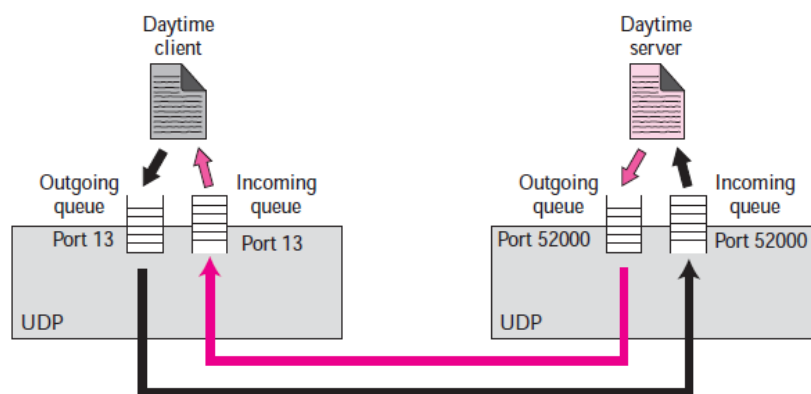 Daytime
client
Daytime
server
Outgoing
queue
Incoming
queue
Outgoing
queue
Incoming
queue
Port 13
Port 13
Port 52000
Port 52000
UDP
UDP